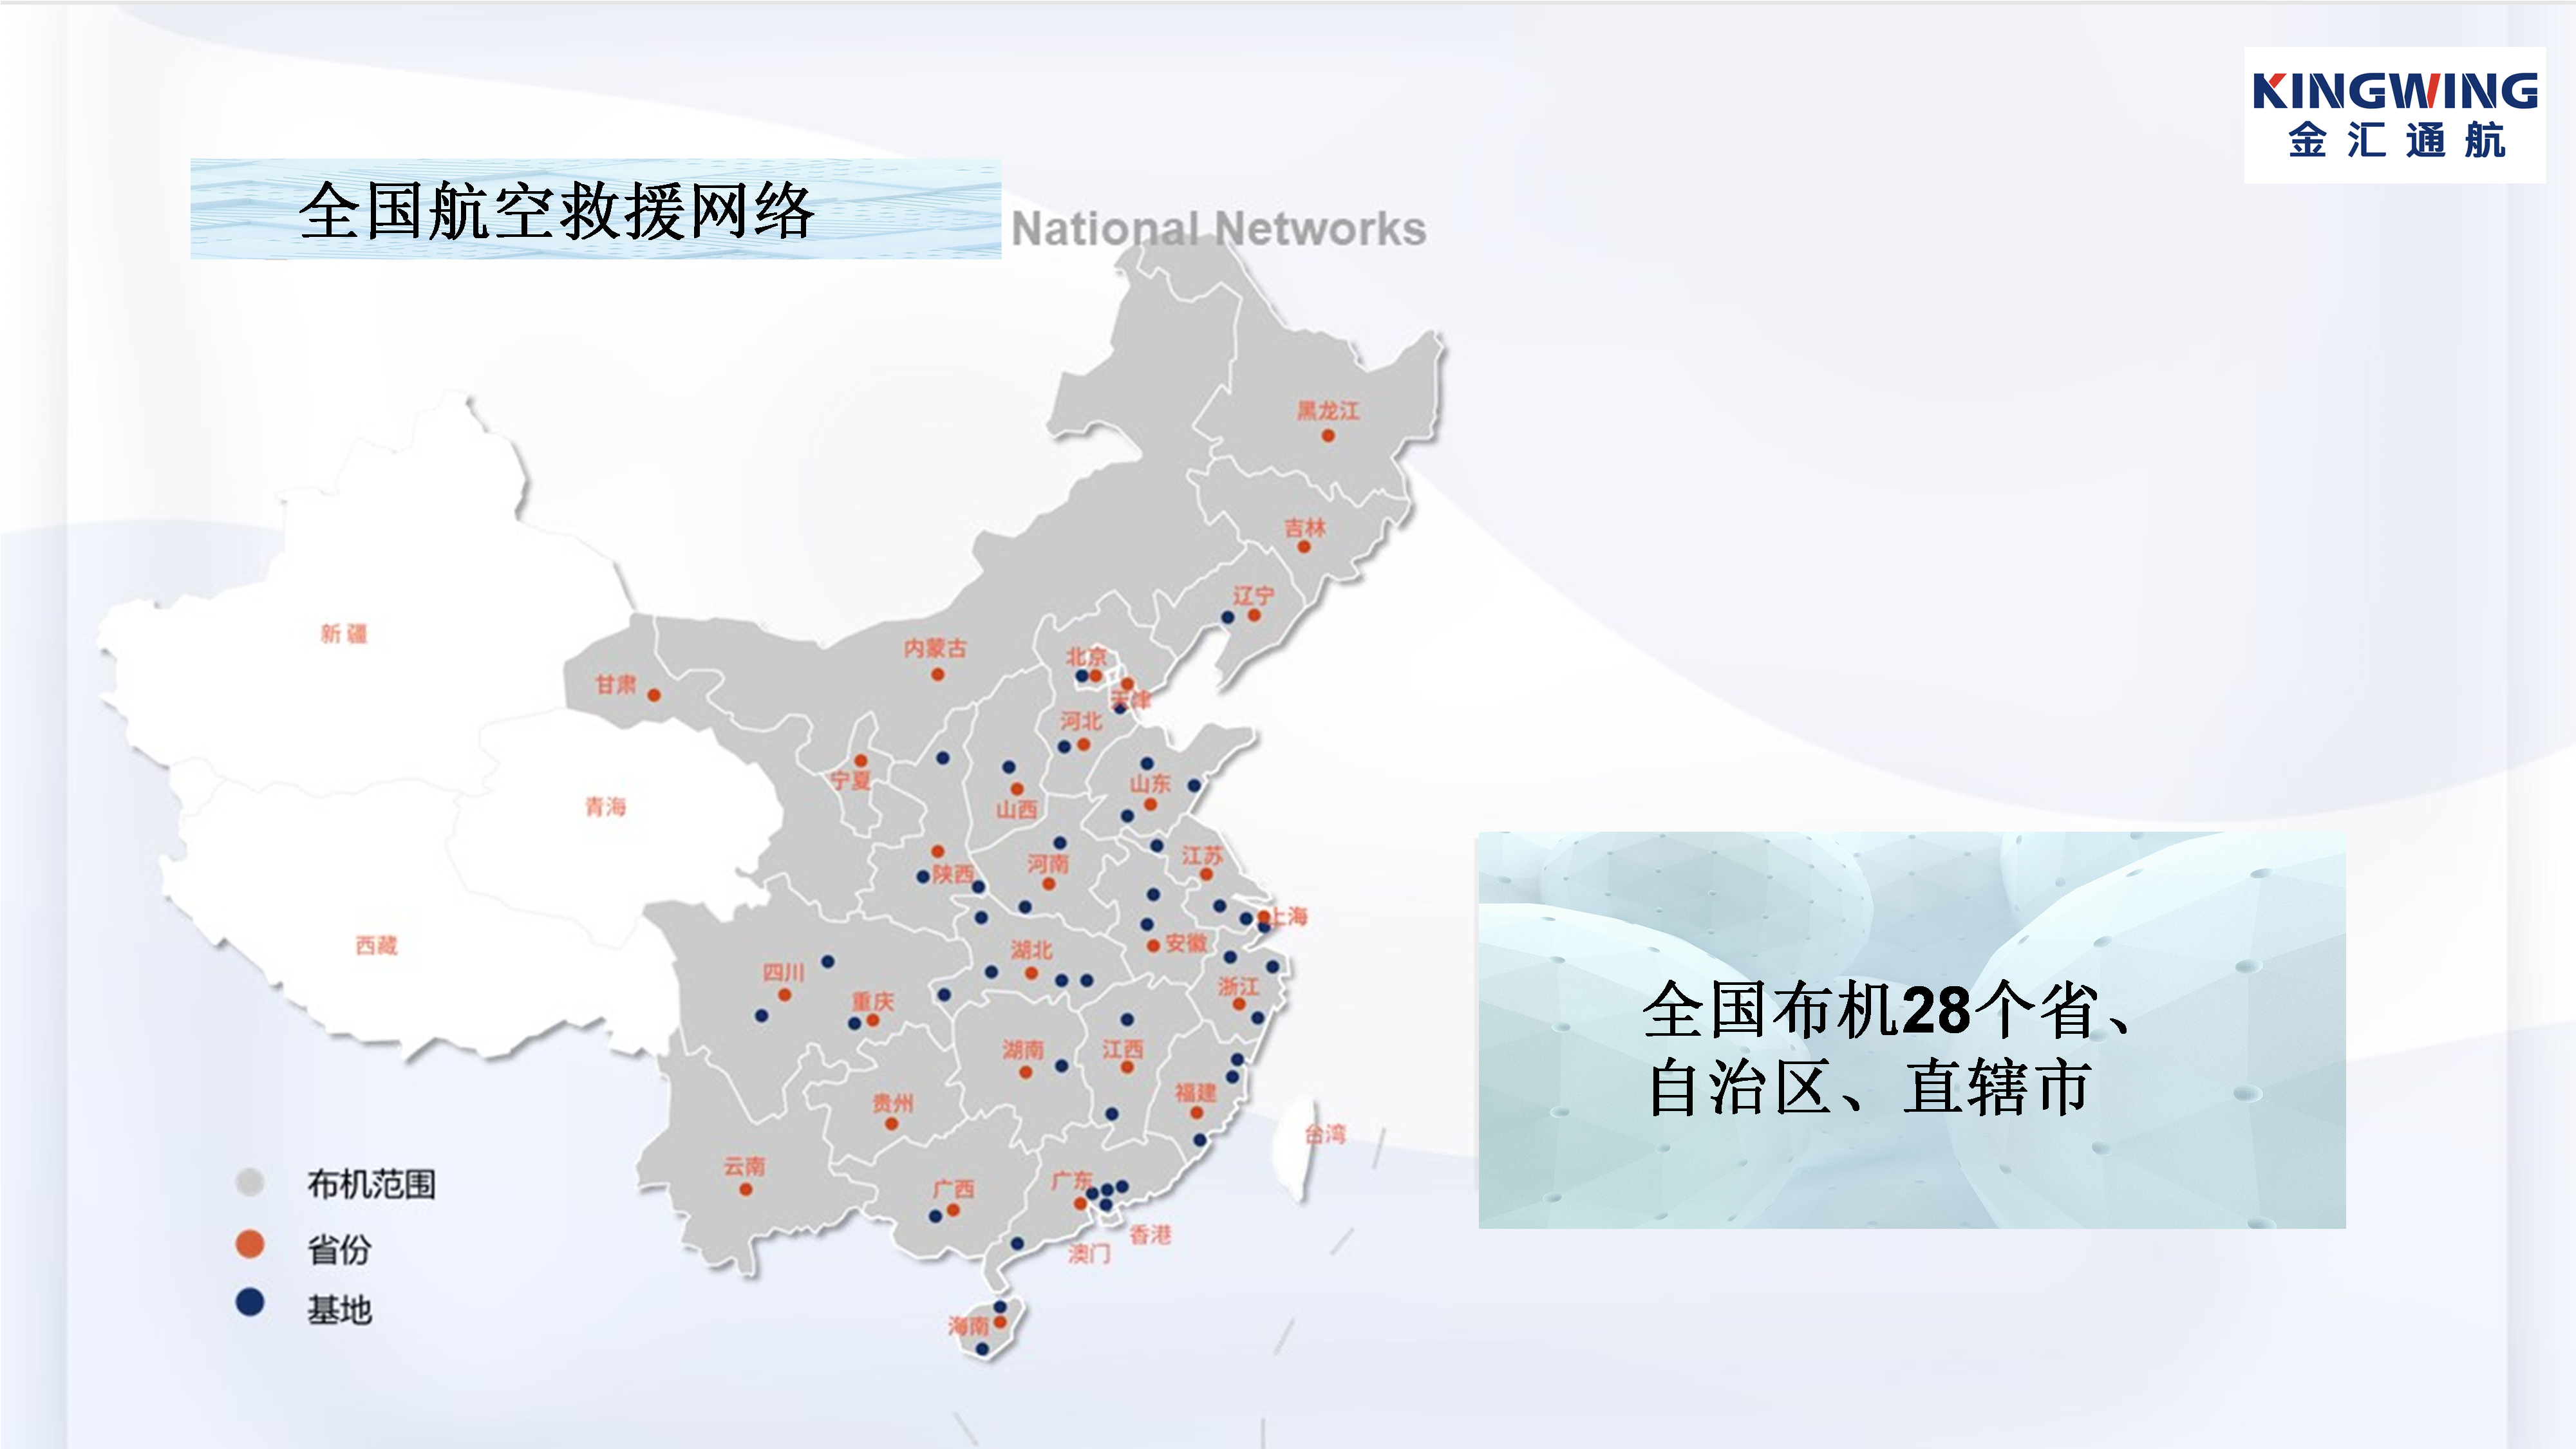 KINGWING
金汇通航
全国航空救援网络
National Networks
黑龙江
吉林
辽宁
新疆
内蒙古
北京
甘肃
天津
河北
宁夏
山东
山西
青海
江苏
河南
陕西
上海
西藏
安徽
湖北
四川
浙江
重庆
湖南
江西
福建
贵州
台湾
云南
广东
广西
香港
澳门
海南
布机范围
省份
基地
全国布机28个省、
自治区、直辖市